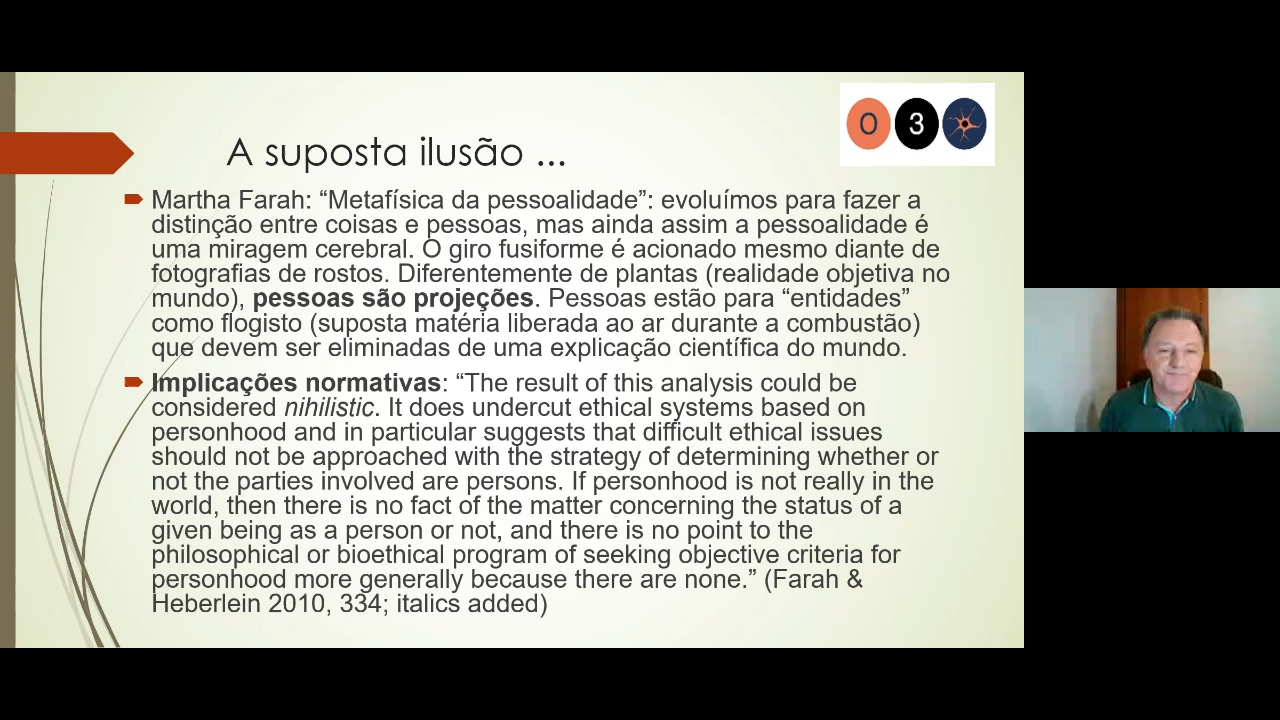 O 3
A suposta ilusão ...
Martha Farah: “Metafísica da pessoalidade”: evoluímos para fazer a
distinção entre coisas e pessoas, mas ainda assim a pessoalidade é
uma miragem cerebral. O giro fusiforme é acionado mesmo diante de
fotografias de rostos. Diferentemente de plantas (realidade objetiva no
mundo), pessoas são projeções. Pessoas estão para “entidades”
como flogisto (suposta matéria liberada ao ar durante a combustão)
que devem ser eliminadas de uma explicação científica do mundo.
Implicações normativas: “The result of this analysis could be
considered nihilistic. It does undercut ethical systems based on
personhood and in particular suggests that difficult ethical issues
should not be approached with the strategy of determining whether or
not the parties involved are persons. If personhood is not really in the
world, then there is no fact of the matter concerning the status of a
given being as a person or not, and there is no point to the
philosophical or bioethical program of seeking objective criteria for
personhood more generally because there are none.” (Farah &
Heberlein 2010, 334; italics added)